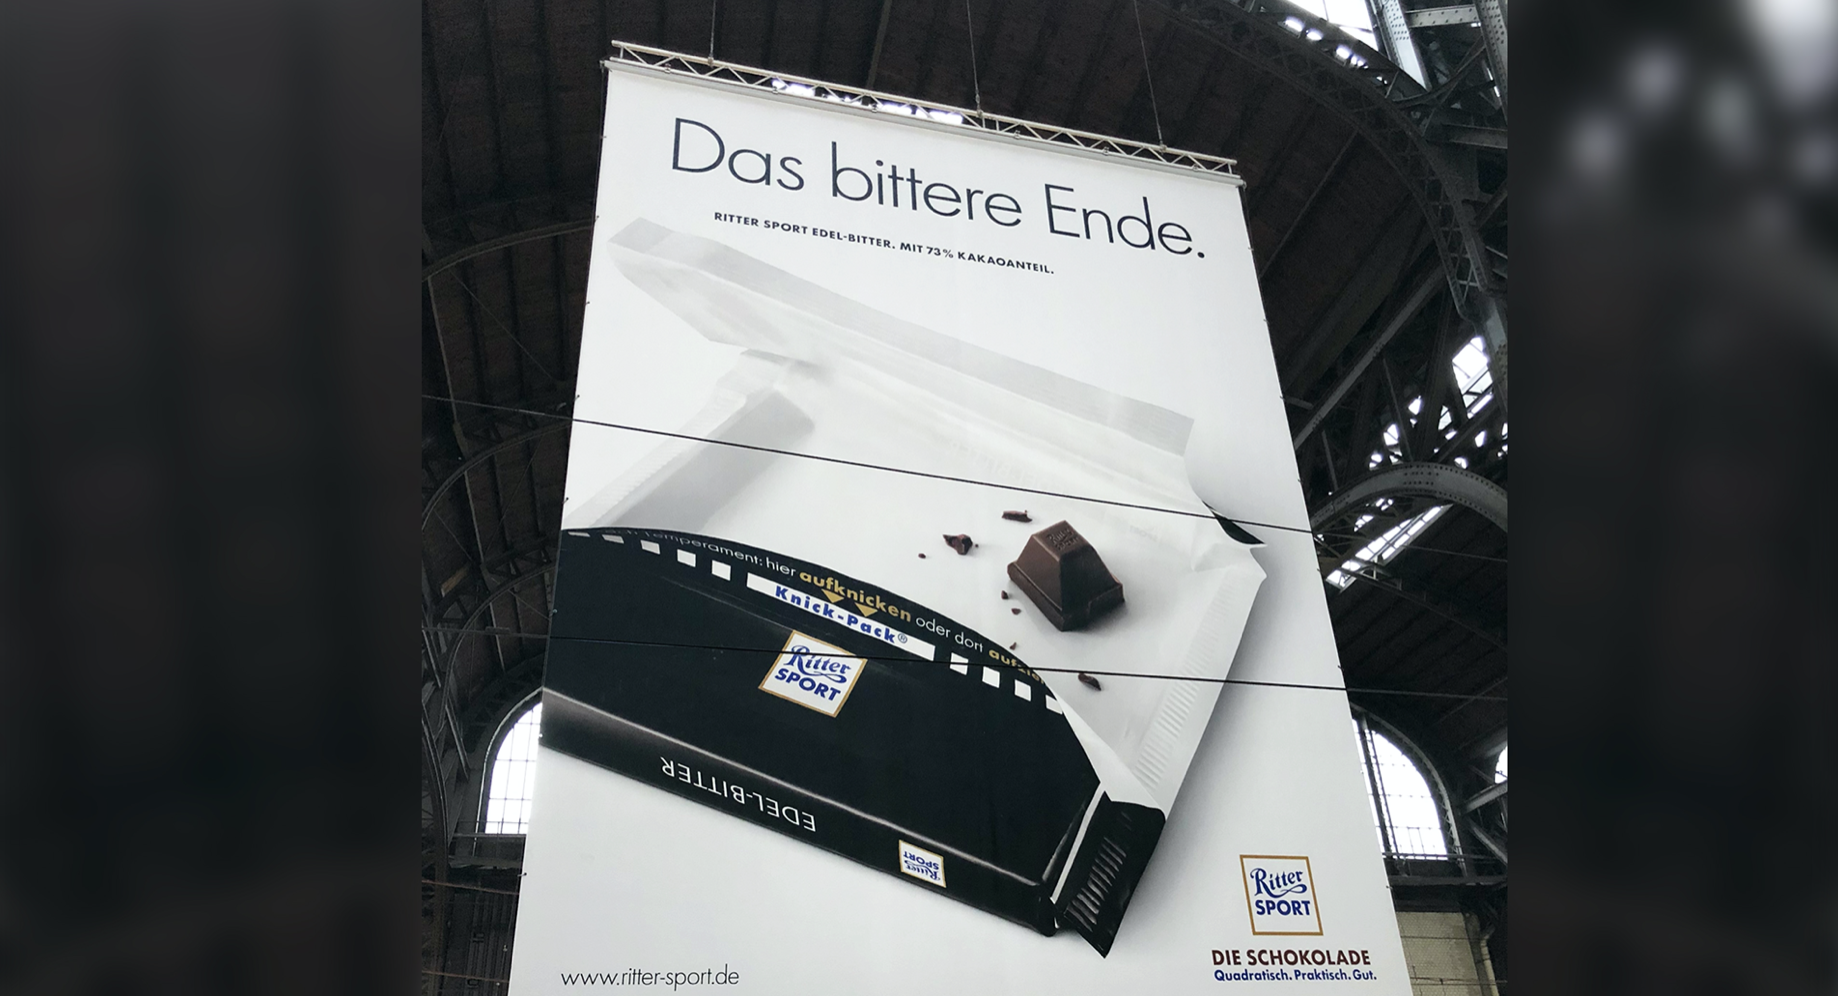 Das bittere Ende.
RITTER SPORT EDEL-BITTER. MIT 73% KAKAOANTEIL.
Temperament: hier aufknicken oder dort
Knick-Pack®
Ritter
SPORT
EDEL-BITTER
Ritter
SPORT
Ritter
SPORT
DIE SCHOKOLADE
Quadratisch. Praktisch. Gut.
www.ritter-sport.de